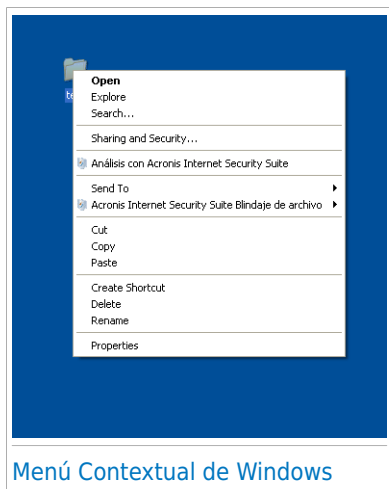 Open
te
Explore
Search...
Sharing and Security...
Análisis con Acronis Internet Security Suite
Send To
Acronis Internet Security Suite Blindaje de archivo
Cut
Copy
Paste
Create Shortcut
Delete
Rename
Properties
Menú Contextual de Windows